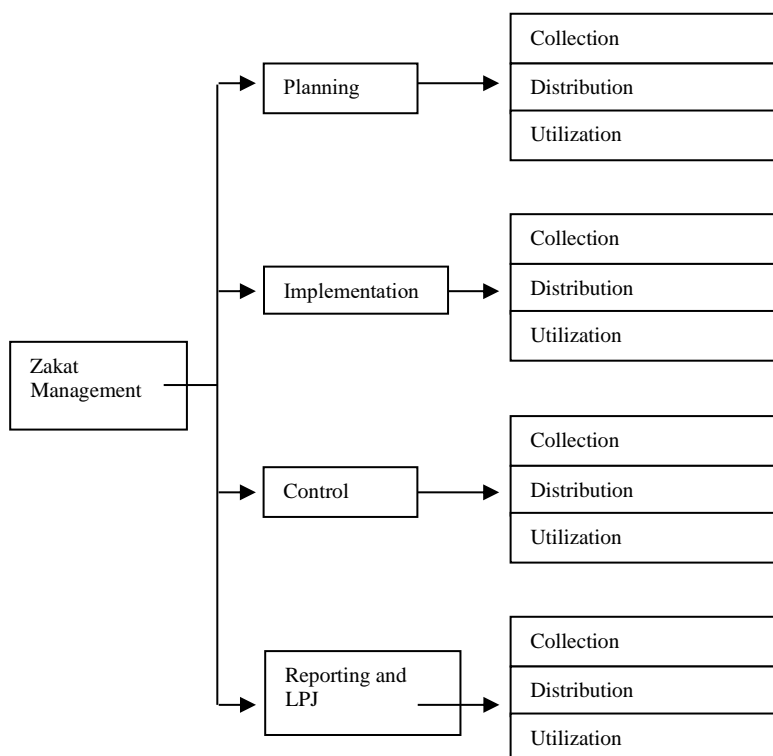 Collection
Planning
Distribution
Utilization
Collection
Implementation
Distribution
Utilization
Zakat
Management
Collection
Control
Distribution
Utilization
Collection
Reporting and
LPJ
Distribution
Utilization